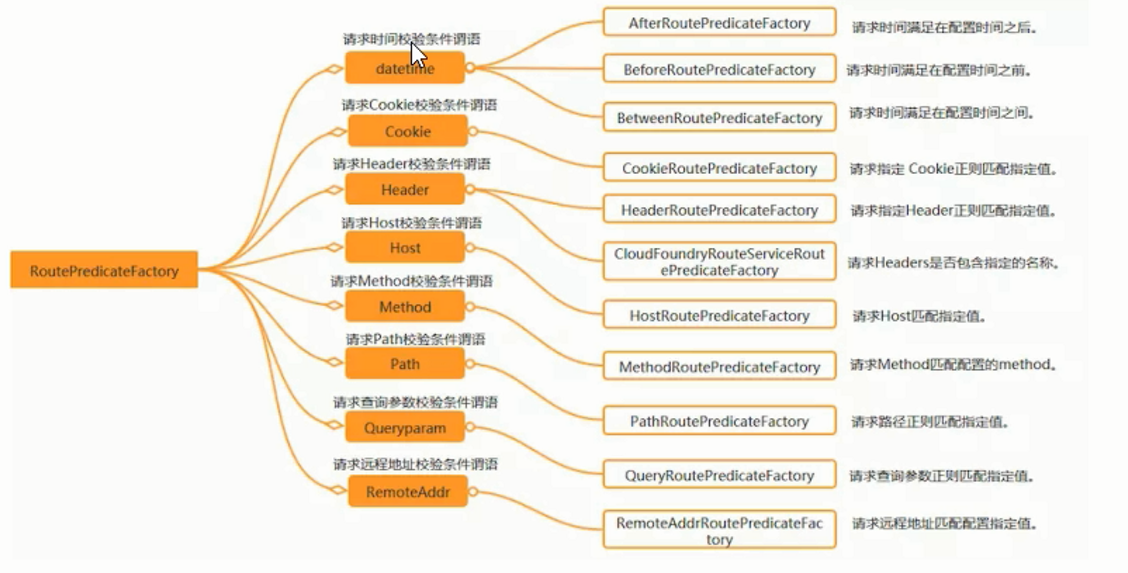 RoutePredicateFactory
请求时间校验条件谓语
datetime
AfterRoutePredicateFactory
请求时间满足在配置时间之后。
BeforeRoutePredicateFactory
请求时间满足在配置时间之前。
BetweenRoutePredicateFactory
请求时间满足在配置时间之间。
请求Cookie校验条件谓语
Cookie
CookieRoutePredicateFactory
请求指定 Cookie正则匹配指定值。
请求Header校验条件谓语
Header
HeaderRoutePredicateFactory
请求指定Header正则匹配指定值。
CloudFoundryRouteServiceRout
ePredicateFactory
请求Headers是否包含指定的名称。
请求Host校验条件谓语
Host
HostRoutePredicateFactory
请求Host匹配指定值。
请求Method校验条件谓语
Method
MethodRoutePredicateFactory
请求Method匹配配置的method。
请求Path校验条件谓语
Path
PathRoutePredicateFactory
请求路径正则匹配指定值。
请求查询参数校验条件谓语
Queryparam
QueryRoutePredicateFactory
请求查询参数正则匹配指定值。
请求远程地址校验条件谓语
RemoteAddr
RemoteAddrRoutePredicateFac
tory
请求远程地址匹配配置指定值。